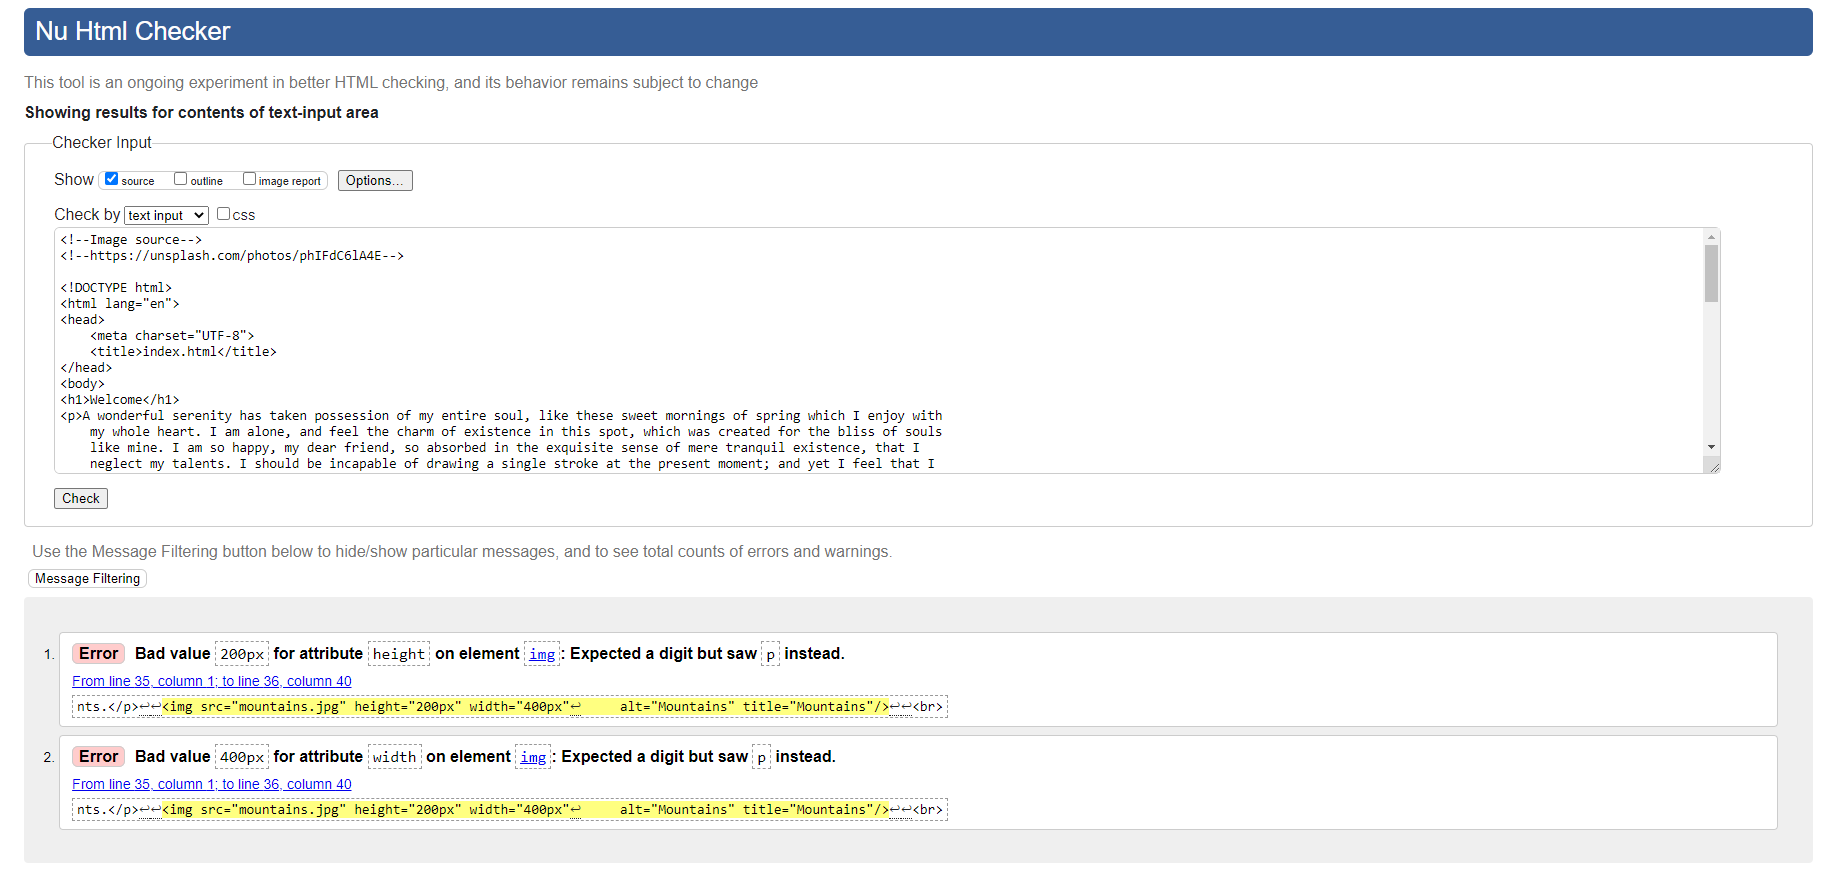 Nu Html Checker
This tool is an ongoing experiment in better HTML checking, and its behavior remains subject to change
Showing results for contents of text-input area
Checker Input
Show source outline image report Options...
Check by text input css
<!--Image source-->
<!--https://unsplash.com/photos/phIFdC6lA4E-->
<!DOCTYPE html>
<html lang="en">
<head>
<meta charset="UTF-8">
<title>index.html</title>
</head>
<body>
<h1>Welcome</h1>
<p>A wonderful serenity has taken possession of my entire soul, like these sweet mornings of spring which I enjoy with
my whole heart. I am alone, and feel the charm of existence in this spot, which was created for the bliss of souls
like mine. I am so happy, my dear friend, so absorbed in the exquisite sense of mere tranquil existence, that I
neglect my talents. I should be incapable of drawing a single stroke at the present moment; and yet I feel that I
Check
Use the Message Filtering button below to hide/show particular messages, and to see total counts of errors and warnings.
Message Filtering
1. Error Bad value 200px for attribute height on element img: Expected a digit but saw p instead.
From line 35, column 1; to line 36, column 40
nts.</p>↩↩<img src="mountains.jpg" height="200px" width="400px"↩ alt="Mountains" title="Mountains"/>↩↩<br>
2. Error Bad value 400px for attribute width on element img: Expected a digit but saw p instead.
From line 35, column 1; to line 36, column 40
nts.</p>↩↩<img src="mountains.jpg" height="200px" width="400px"↩ alt="Mountains" title="Mountains"/>↩↩<br>